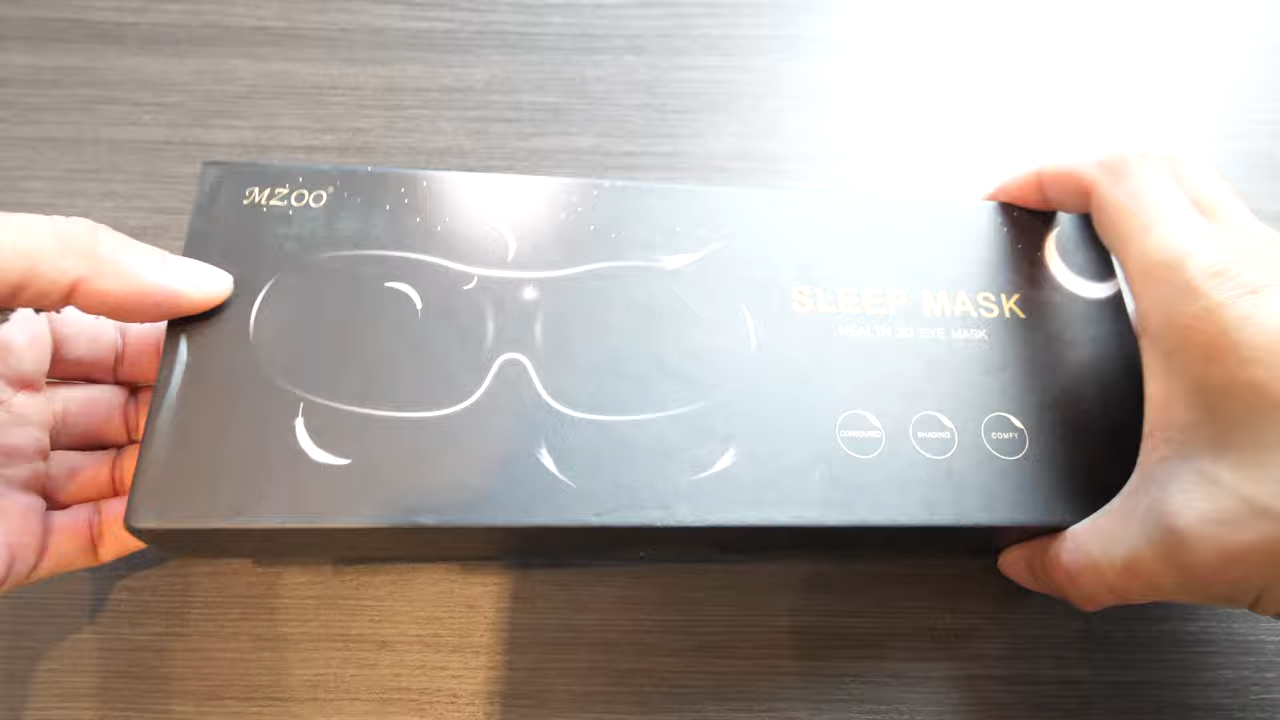 MZOO®
SLEEP MASK
HEALTH 3D EYE MASK
CONTOURED
SHADING
COMFY